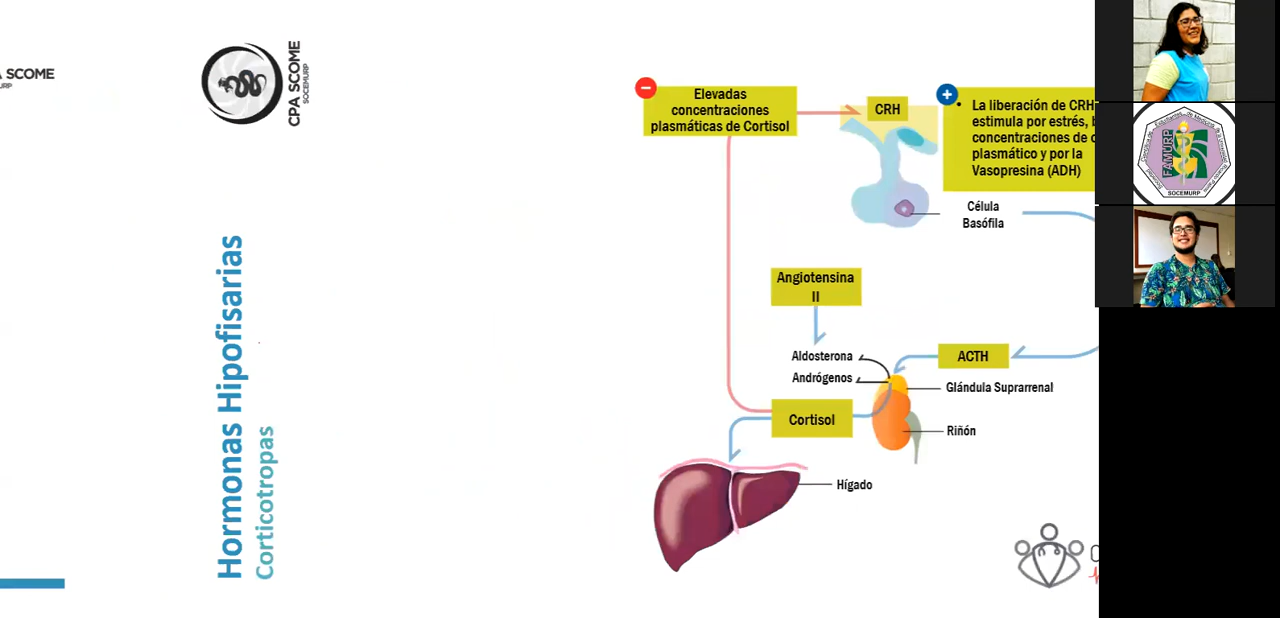 SCOME
CPA SCOME
SOCEMURP
Hormonas Hipofisarias
Corticotropas
Elevadas
concentraciones
plasmáticas de Cortisol
CRH
• La liberación de CRH
estimula por estrés,
concentraciones de
plasmático y por la
Vasopresina (ADH)
Célula
Basófila
Angiotensina
II
Aldosterona
Andrógenos
ACTH
Glándula Suprarrenal
Cortisol
Riñón
Hígado
FAMURP
SOCEMURP